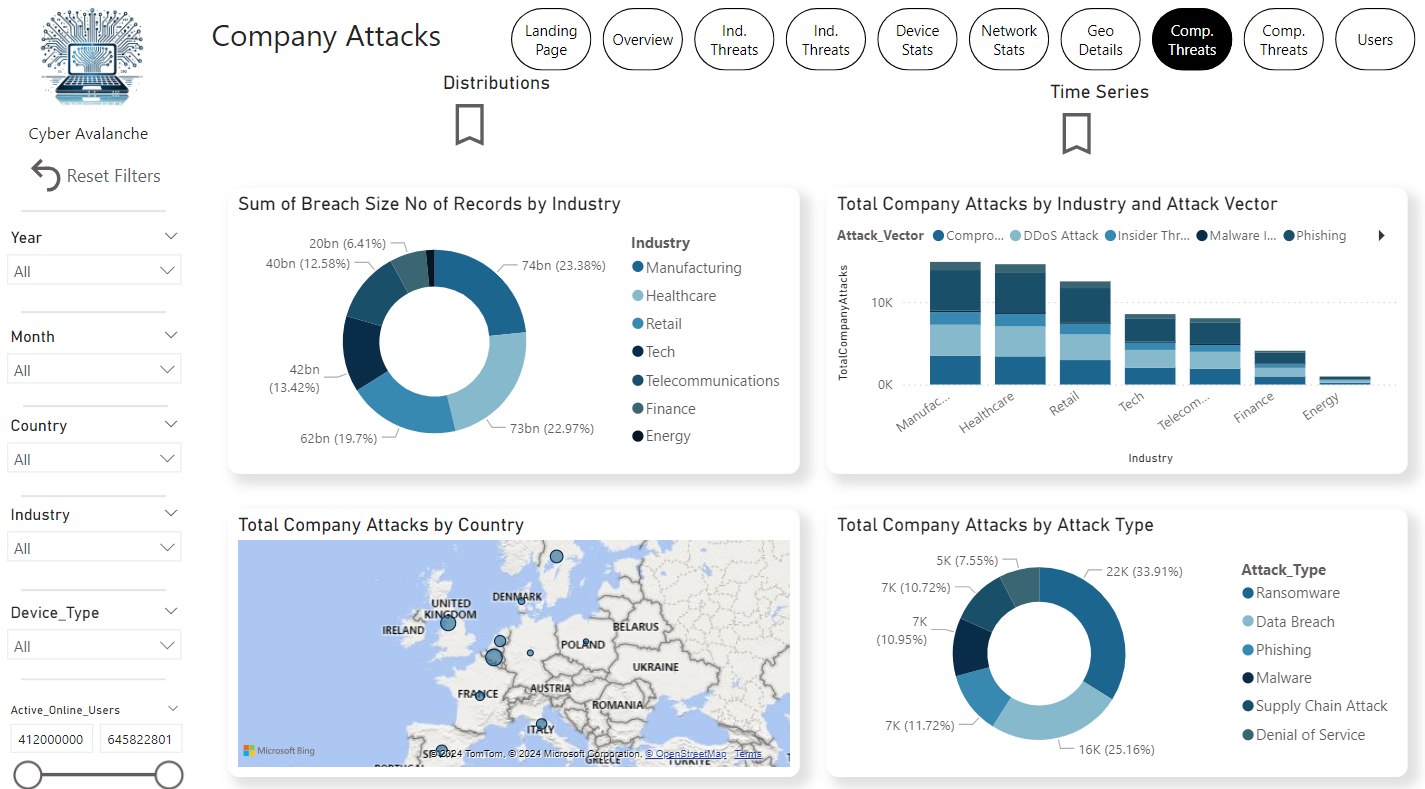 Company Attacks
Landing Page
Overview
Ind. Threats
Ind. Threats
Device Stats
Network Stats
Geo Details
Comp. Threats
Comp. Threats
Users
Distributions
Time Series
Cyber Avalanche
Reset Filters
Year
All
Month
All
Country
All
Industry
All
Device_Type
All
Active_Online_Users
412000000
645822801
Sum of Breach Size No of Records by Industry
20bn (6.41%)
40bn (12.58%)
42bn
(13.42%)
62bn (19.7%)
74bn (23.38%)
73bn (22.97%)
Industry
Manufacturing
Healthcare
Retail
Tech
Telecommunications
Finance
Energy
Total Company Attacks by Industry and Attack Vector
Attack_Vector Compro... DDoS Attack Insider Thr... Malware I... Phishing
TotalCompanyAttacks
10K
0K
Manufac...
Healthcare
Retail
Tech
Telecom...
Finance
Energy
Industry
Total Company Attacks by Country
DENMARK
UNITED
KINGDOM
IRELAND
BELARUS
POLAND
UKRAINE
FRANCE
AUSTRIA
ROMANIA
ITALY
Microsoft Bing
© 2024 TomTom, © 2024 Microsoft Corporation, © OpenStreetMap Terms
GREECE
Total Company Attacks by Attack Type
5K (7.55%)
7K (10.72%)
7K
(10.95%)
7K (11.72%)
22K (33.91%)
16K (25.16%)
Attack_Type
Ransomware
Data Breach
Phishing
Malware
Supply Chain Attack
Denial of Service